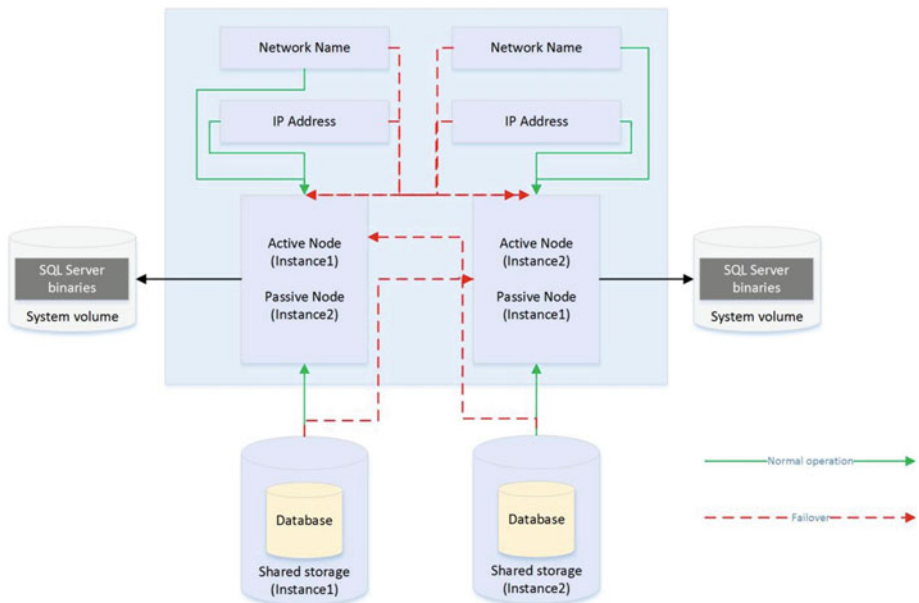 Network Name
Network Name
IP Address
IP Address
Active Node
(Instance1)
Passive Node
(Instance2)
Active Node
(Instance2)
Passive Node
(Instance1)
SQL Server
binaries
System volume
SQL Server
binaries
System volume
Database
Shared storage
(Instance1)
Database
Shared storage
(Instance2)
Normal operation
Failover